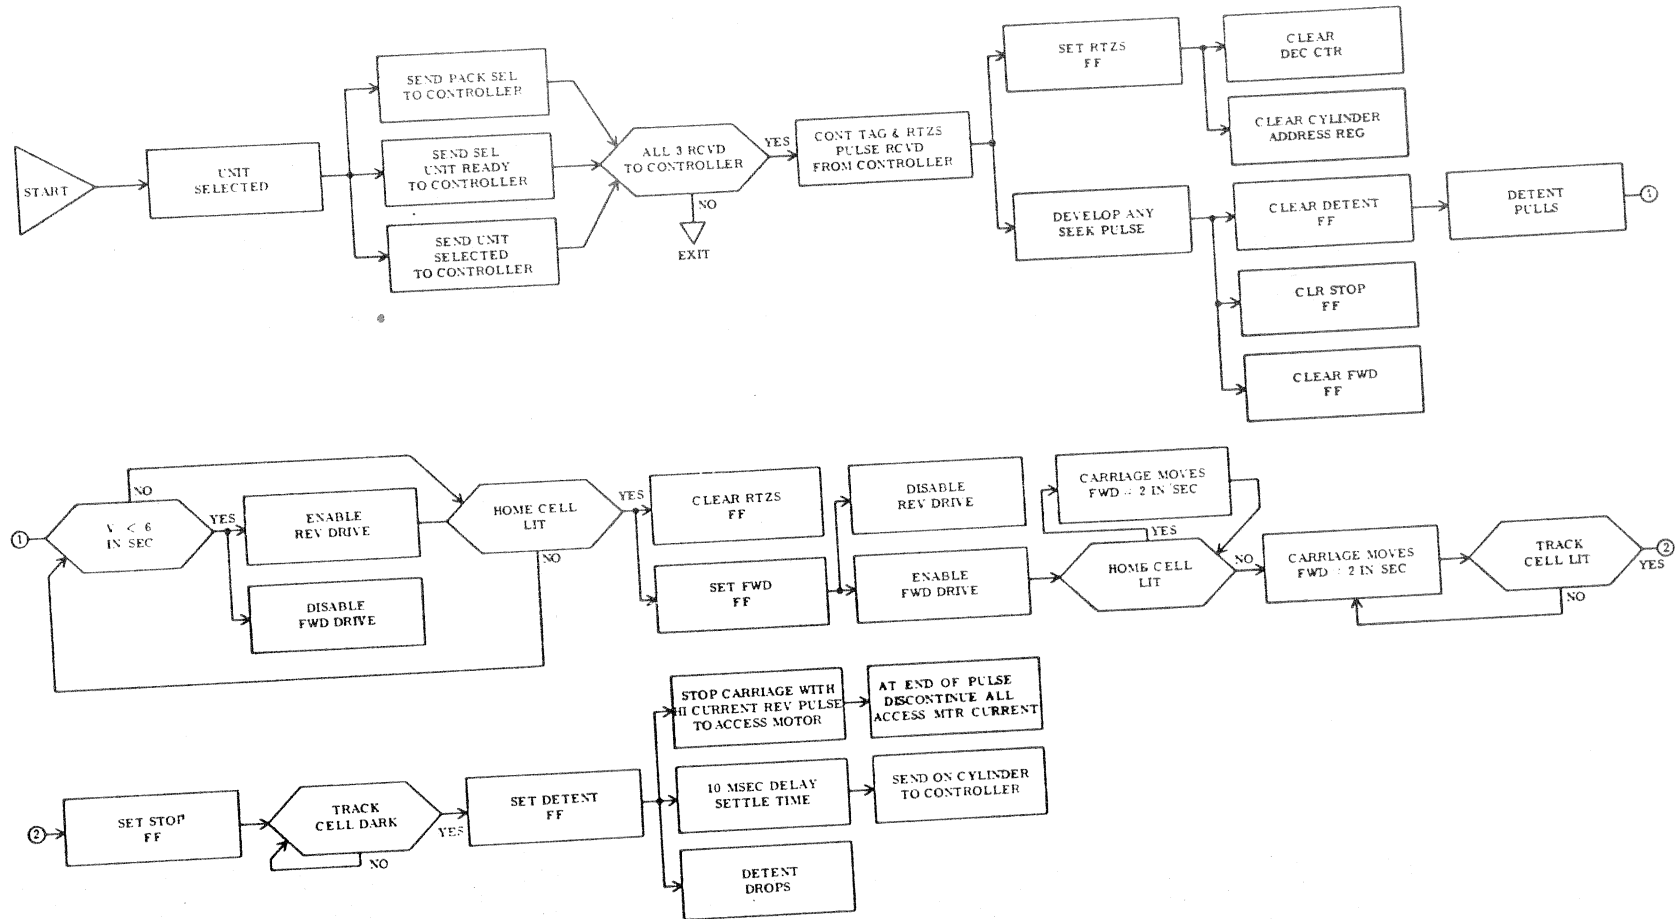 START
UNIT
SELECTED
SEND PACK SEL
TO CONTROLLER
SEND SEL
UNIT READY
TO CONTROLLER
SEND UNIT
SELECTED
TO CONTROLLER
ALL 3 RCVD
TO CONTROLLER
YES
NO
EXIT
CONT TAG & RTZS
PULSE RCVD
FROM CONTROLLER
SET RTZS
FF
CLEAR
DEC CTR
CLEAR CYLINDER
ADDRESS REG
DEVELOP ANY
SEEK PULSE
CLEAR DETENT
FF
DETENT
PULLS
1
CLR STOP
FF
CLEAR FWD
FF
1
V < 6
IN SEC
NO
YES
ENABLE
REV DRIVE
DISABLE
FWD DRIVE
HOME CELL
LIT
YES
NO
CLEAR RTZS
FF
SET FWD
FF
DISABLE
REV DRIVE
ENABLE
FWD DRIVE
CARRIAGE MOVES
FWD 2 IN SEC
YES
HOME CELL
LIT
NO
CARRIAGE MOVES
FWD 2 IN SEC
TRACK
CELL LIT
NO
2
YES
2
SET STOP
FF
TRACK
CELL DARK
NO
YES
SET DETENT
FF
STOP CARRIAGE WITH
HI CURRENT REV PULSE
TO ACCESS MOTOR
AT END OF PULSE
DISCONTINUE ALL
ACCESS MTR CURRENT
10 MSEC DELAY
SETTLE TIME
SEND ON CYLINDER
TO CONTROLLER
DETENT
DROPS